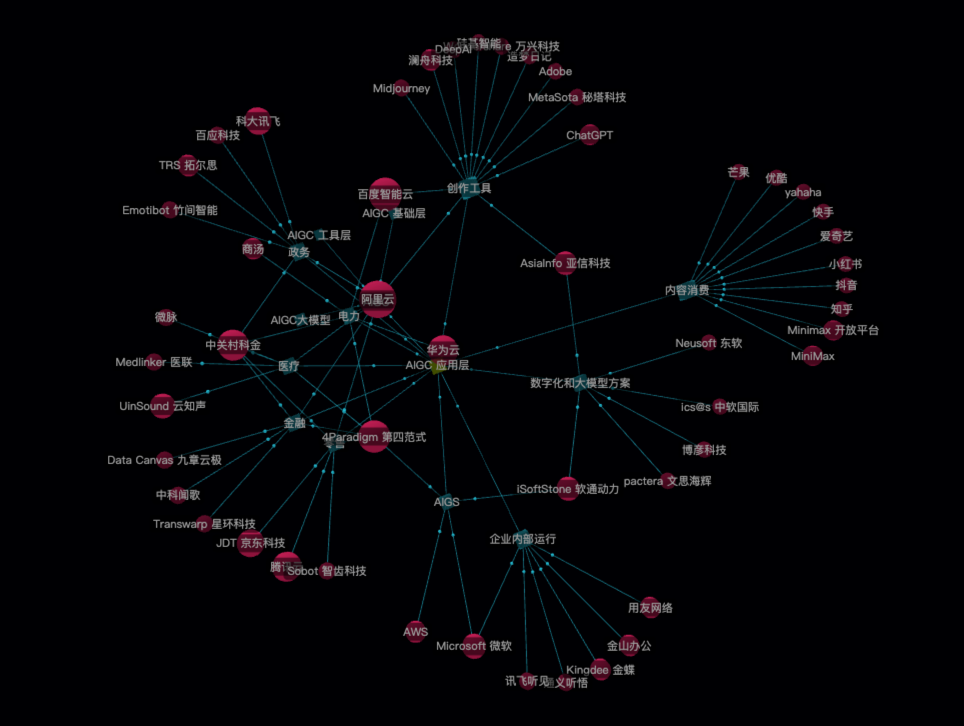 硅基智能
万兴科技
DeepAI
造梦日记
澜舟科技
Adobe
Midjourney
MetaSota 秘塔科技
科大讯飞
百应科技
ChatGPT
TRS 拓尔思
芒果
优酷
创作工具
yahaha
百度智能云
Emotibot 竹间智能
AIGC 基础层
快手
AIGC 工具层
爱奇艺
商汤
政务
AsiaInfo 亚信科技
小红书
抖音
内容消费
阿里云
知乎
微脉
AIGC大模型
电力
Minimax 开放平台
中关村科金
Neusoft 东软
华为云
MiniMax
Medlinker 医联
医疗
AIGC 应用层
数字化和大模型方案
UinSound 云知声
ics@s 中软国际
金融
4Paradigm 第四范式
博彦科技
Data Canvas 九章云极
pactera 文思海辉
中科闻歌
iSoftStone 软通动力
AIGS
Transwarp 星环科技
企业内部运行
JDT 京东科技
Sobot 智齿科技
用友网络
AWS
Microsoft 微软
金山办公
Kingdee 金蝶
讯飞听见
义听悟